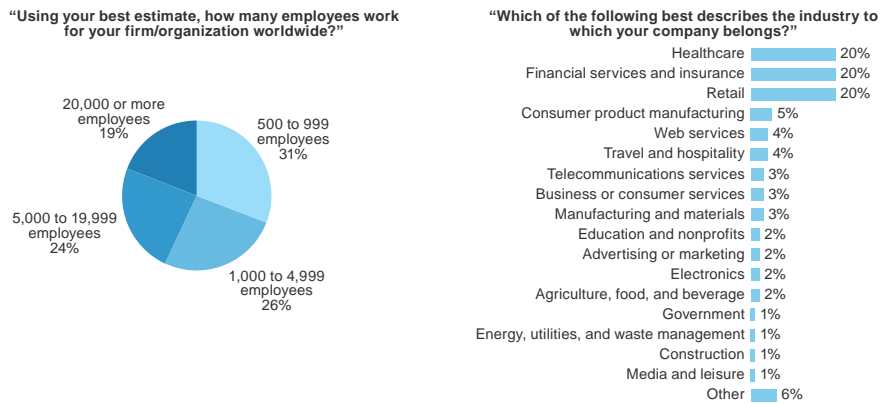 “Using your best estimate, how many employees work
for your firm/organization worldwide?”
20,000 or more
employees
19%
500 to 999
employees
31%
5,000 to 19,999
employees
24%
1,000 to 4,999
employees
26%
“Which of the following best describes the industry to
which your company belongs?”
Healthcare 20%
Financial services and insurance 20%
Retail 20%
Consumer product manufacturing 5%
Web services 4%
Travel and hospitality 4%
Telecommunications services 3%
Business or consumer services 3%
Manufacturing and materials 3%
Education and nonprofits 2%
Advertising or marketing 2%
Electronics 2%
Agriculture, food, and beverage 2%
Government 1%
Energy, utilities, and waste management 1%
Construction 1%
Media and leisure 1%
Other 6%